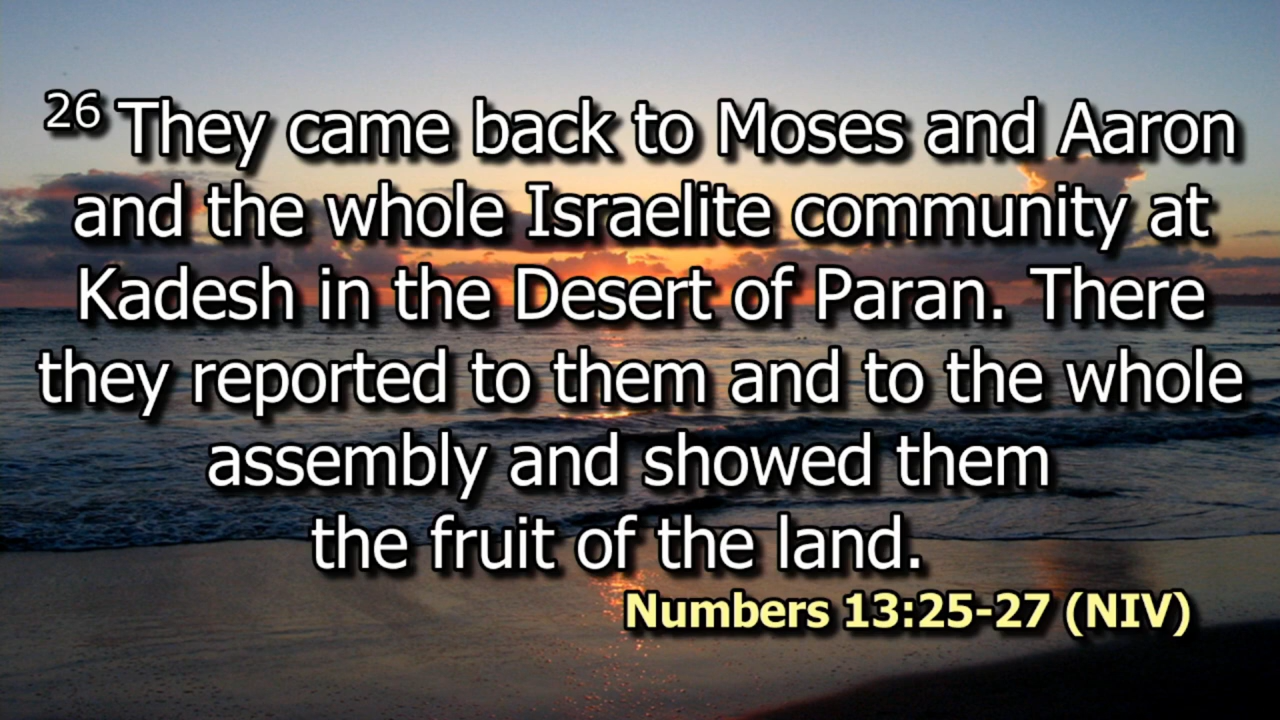 26 They came back to Moses and Aaron
and the whole Israelite community at
Kadesh in the Desert of Paran. There
they reported to them and to the whole
assembly and showed them
the fruit of the land.
Numbers 13:25-27 (NIV)